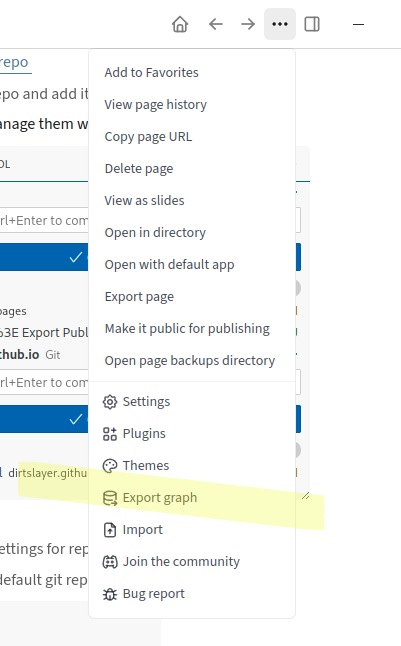 repo
Add to Favorites
epo and add it
View page history
anage them w
Copy page URL
OL
Delete page
View as slides
rl+Enter to com
Open in directory
Open with default app
Export page
pages
Make it public for publishing
%3E Export Publ
thub.io Git
Open page backups directory
rl+Enter to com
Settings
Plugins
Themes
dirtslayer.githu
Export graph
Import
ettings for rep
Join the community
default git rep
Bug report